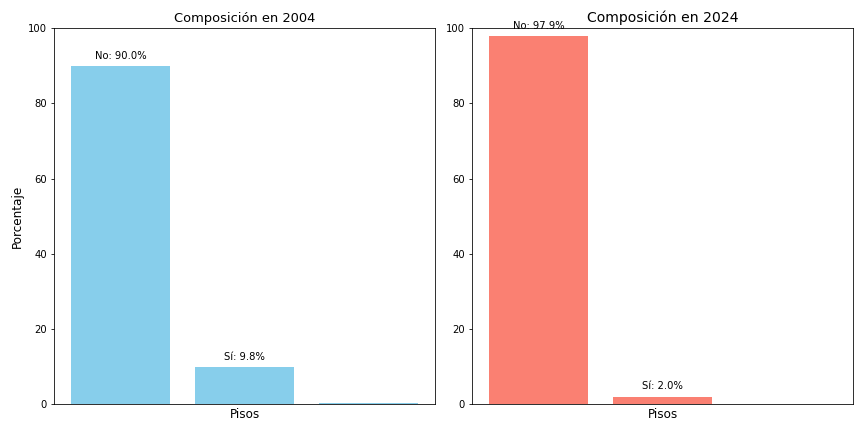 Composición en 2004
Porcentaje
100
80
60
40
20
0
No: 90.0%
Sí: 9.8%
Pisos
Composición en 2024
100
80
60
40
20
0
No: 97.9%
Sí: 2.0%
Pisos